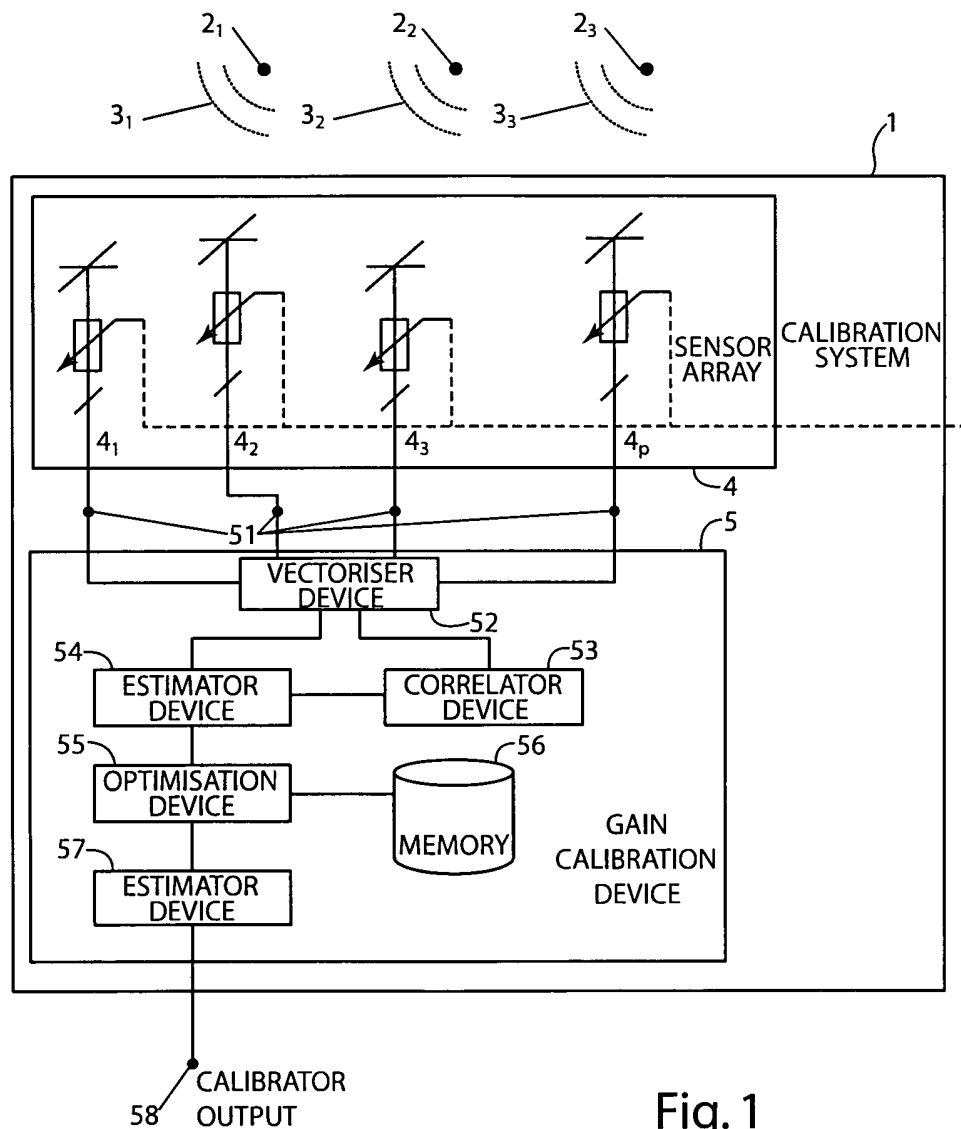 2₁ 2₂ 2₃
3₁ 3₂ 3₃
1
SENSOR
ARRAY
CALIBRATION
SYSTEM
4₁ 4₂ 4₃ 4ₚ
4
51
5
VECTORISER
DEVICE
52
54
ESTIMATOR
DEVICE
53
CORRELATOR
DEVICE
55
OPTIMISATION
DEVICE
56
MEMORY
GAIN
CALIBRATION
DEVICE
57
ESTIMATOR
DEVICE
58
CALIBRATOR
OUTPUT
Fig. 1